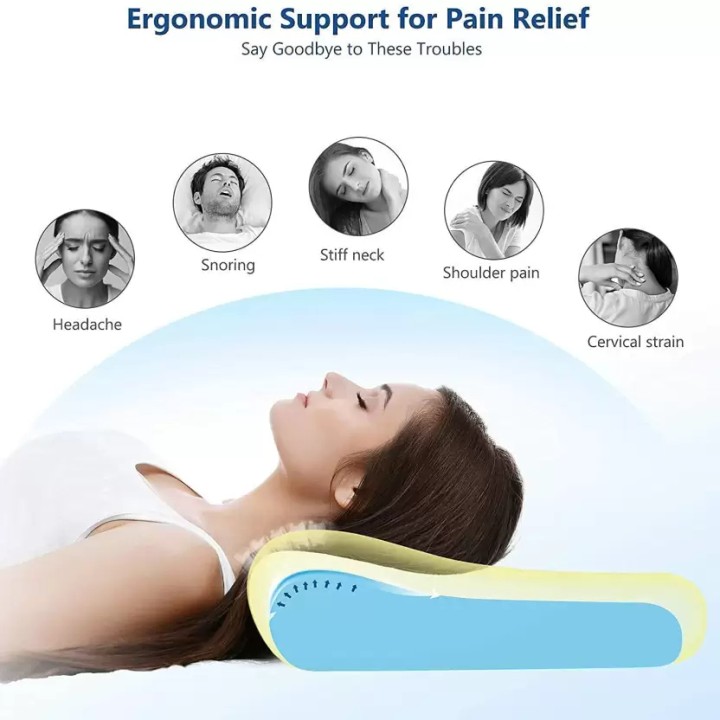 Ergonomic Support for Pain Relief
Say Goodbye to These Troubles
Headache
Snoring
Stiff neck
Shoulder pain
Cervical strain